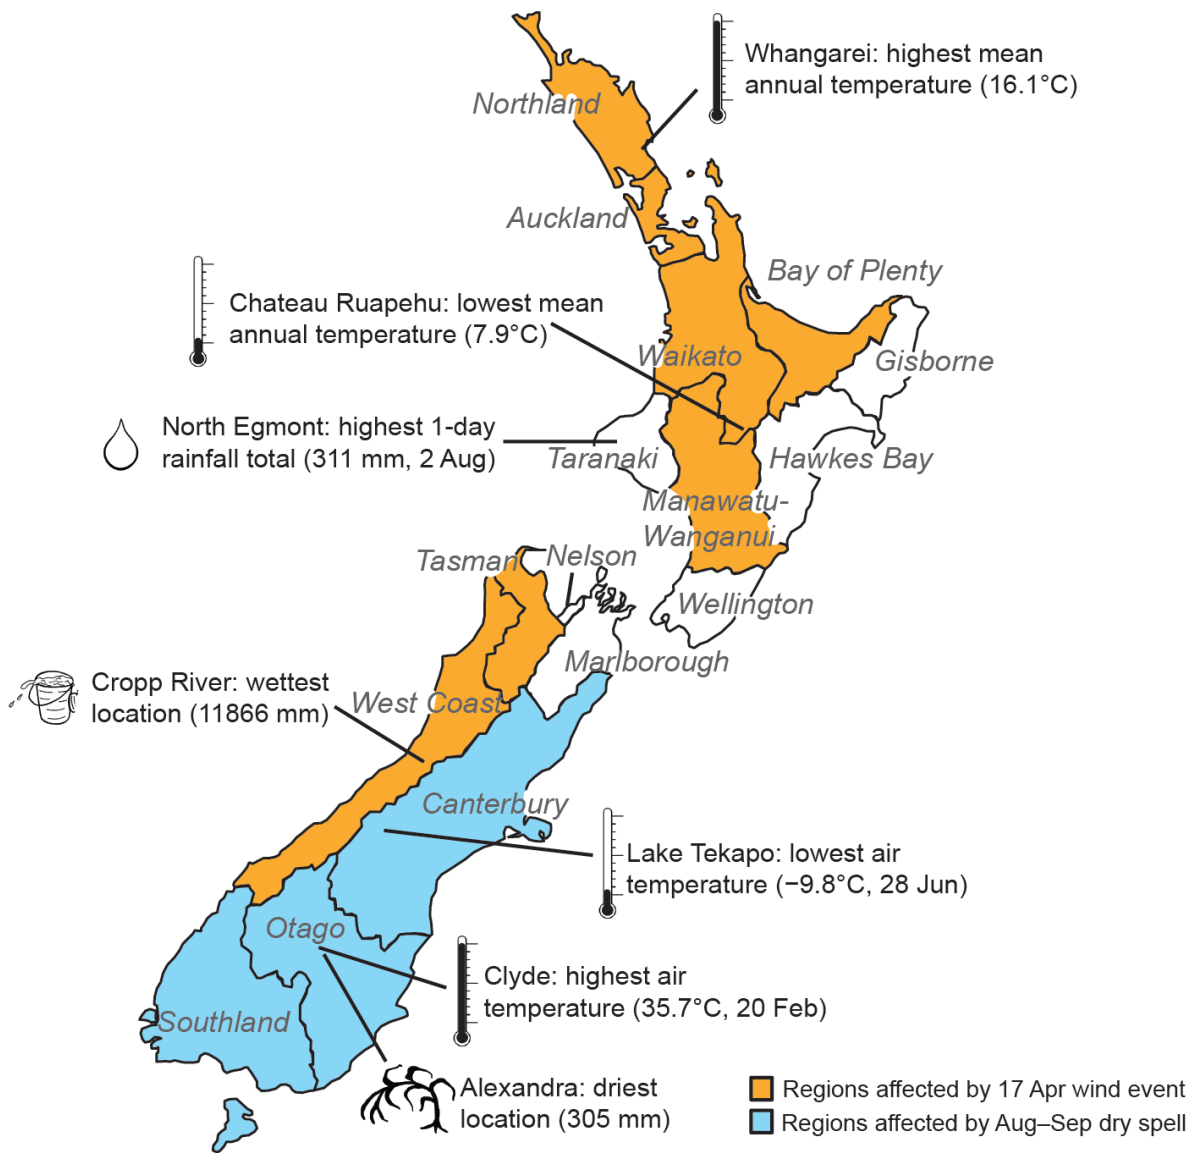 Whangarei: highest mean
annual temperature (16.1°C)
Northland
Auckland
Bay of Plenty
Chateau Ruapehu: lowest mean
annual temperature (7.9°C)
Waikato
Gisborne
North Egmont: highest 1-day
rainfall total (311 mm, 2 Aug)
Taranaki
Hawkes Bay
Manawatu-
Wanganui
Tasman
Nelson
Wellington
Marlborough
Cropp River: wettest
location (11866 mm)
West Coast
Canterbury
Lake Tekapo: lowest air
temperature (−9.8°C, 28 Jun)
Otago
Clyde: highest air
temperature (35.7°C, 20 Feb)
Southland
Alexandra: driest
location (305 mm)
Regions affected by 17 Apr wind event
Regions affected by Aug–Sep dry spell